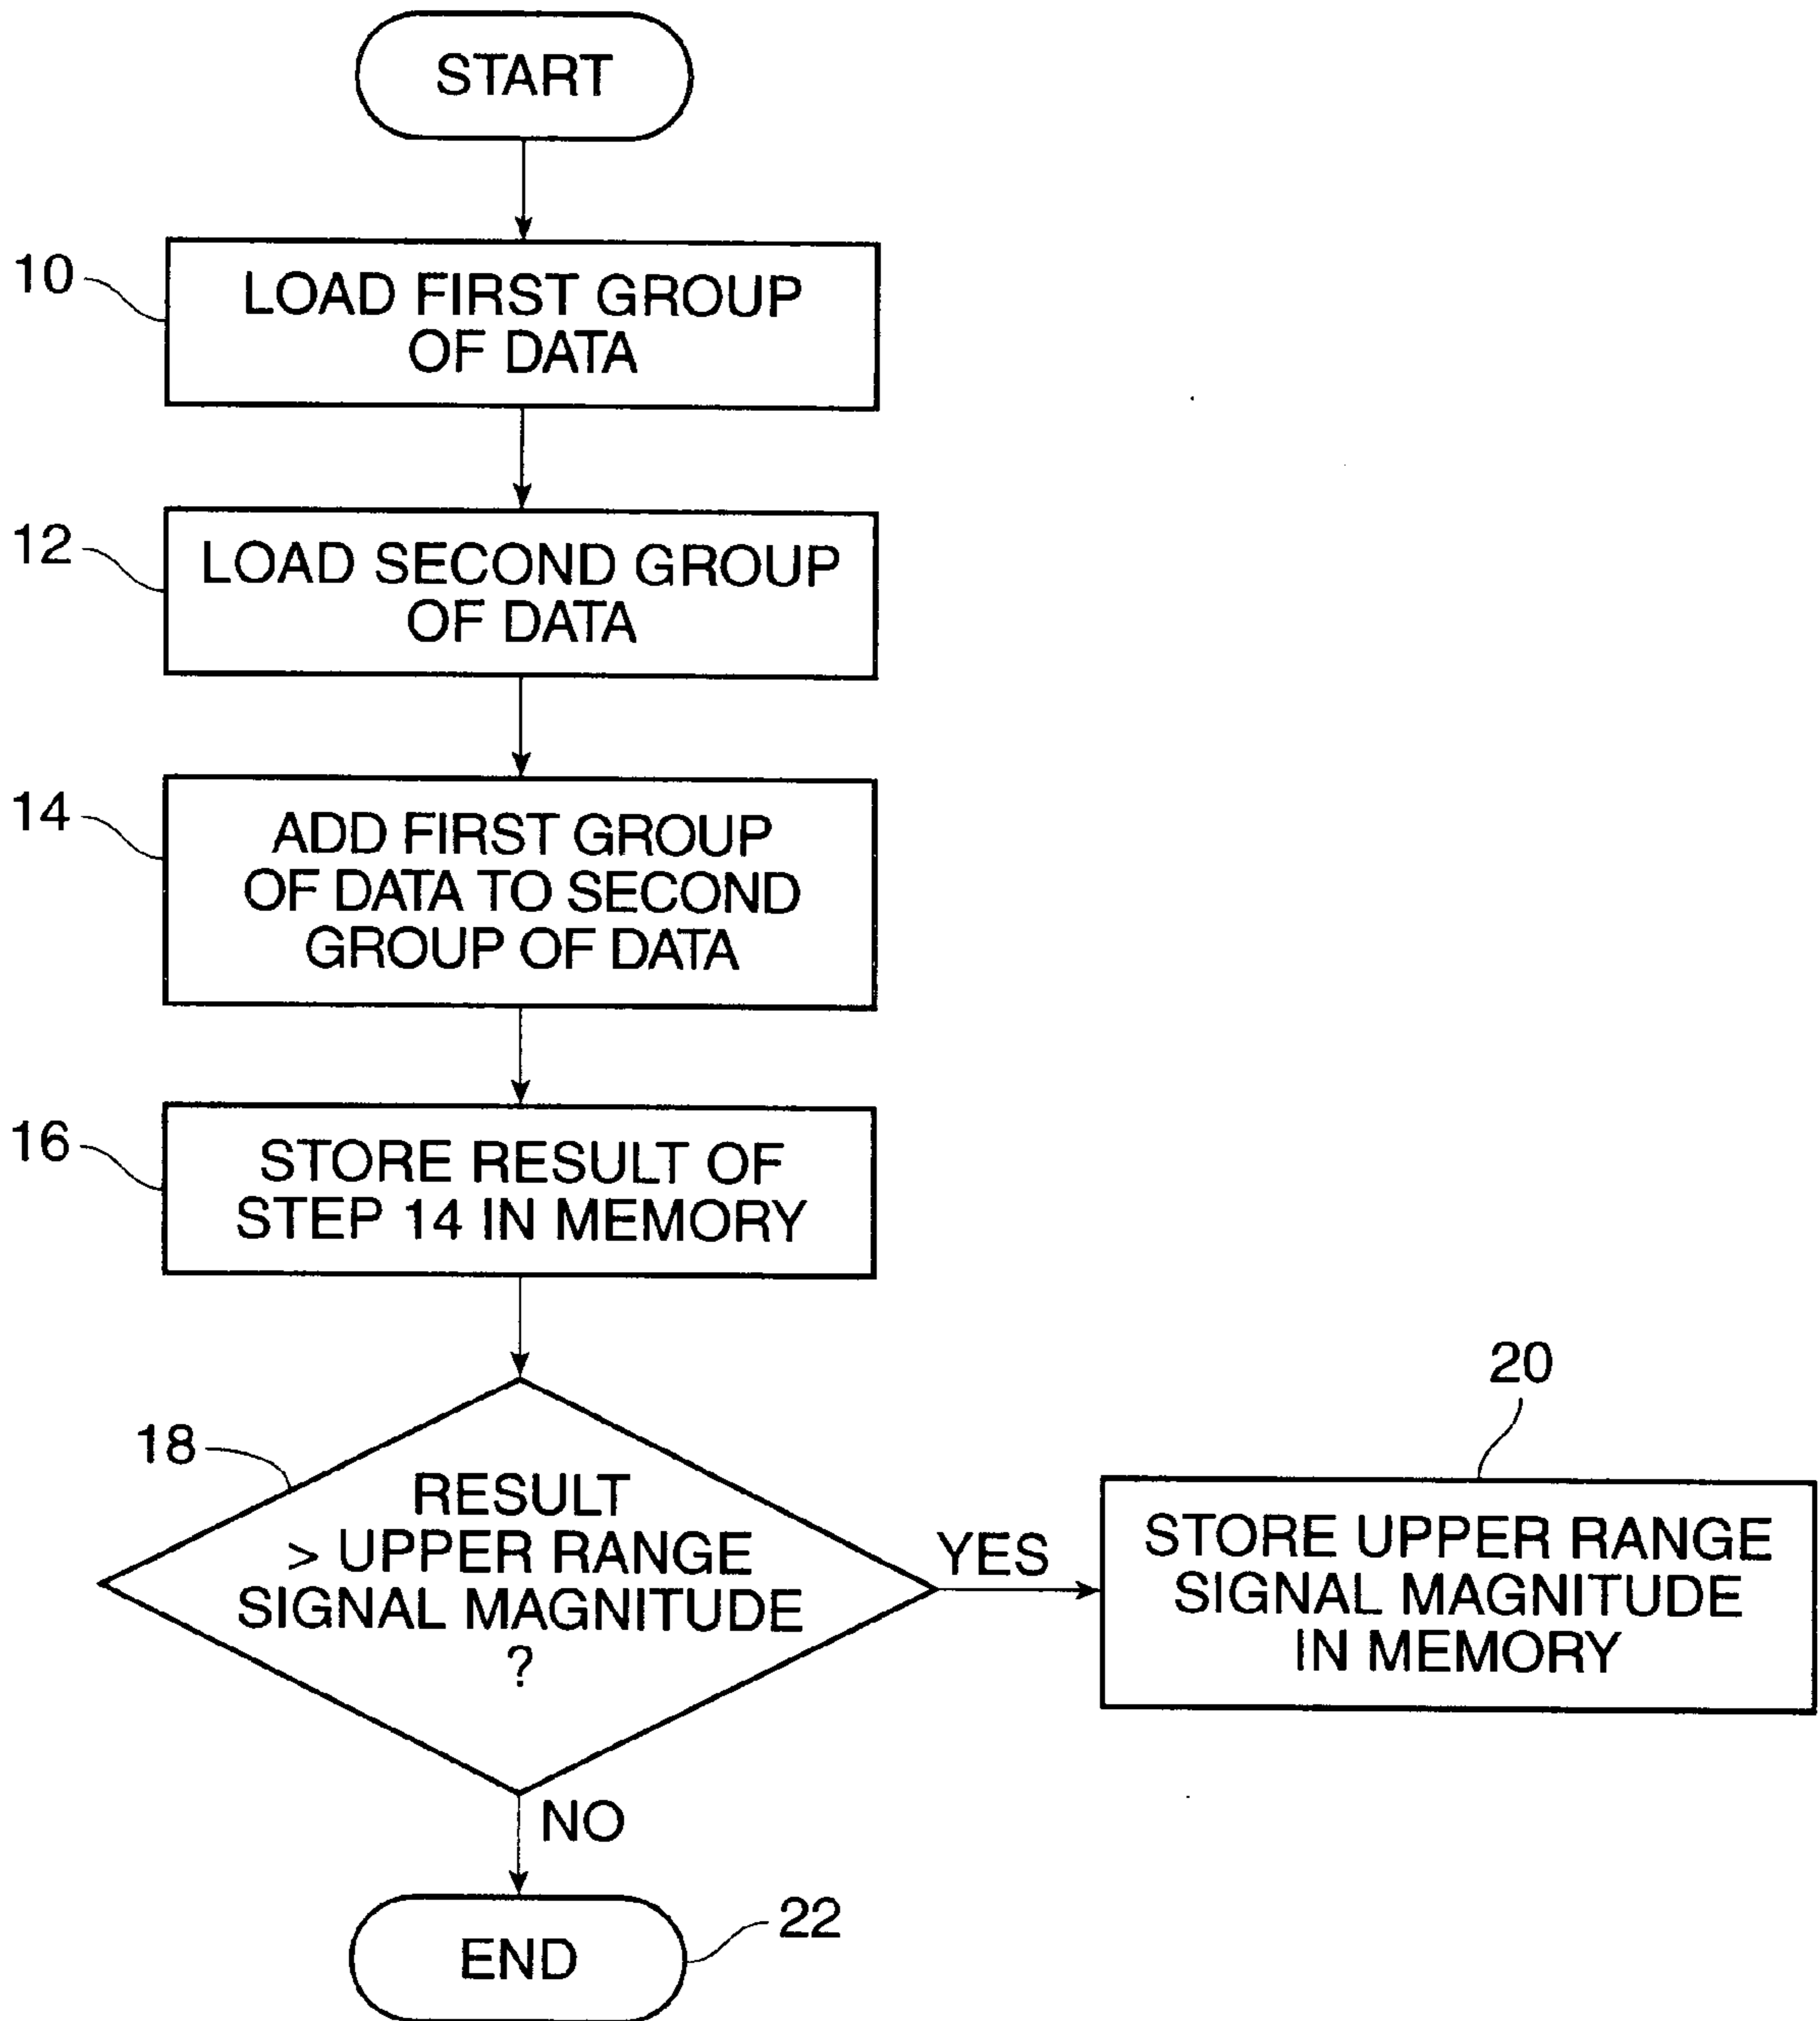 START
10
LOAD FIRST GROUP
OF DATA
12
LOAD SECOND GROUP
OF DATA
14
ADD FIRST GROUP
OF DATA TO SECOND
GROUP OF DATA
16
STORE RESULT OF
STEP 14 IN MEMORY
18
RESULT
> UPPER RANGE
SIGNAL MAGNITUDE
?
YES
20
STORE UPPER RANGE
SIGNAL MAGNITUDE
IN MEMORY
NO
END
22